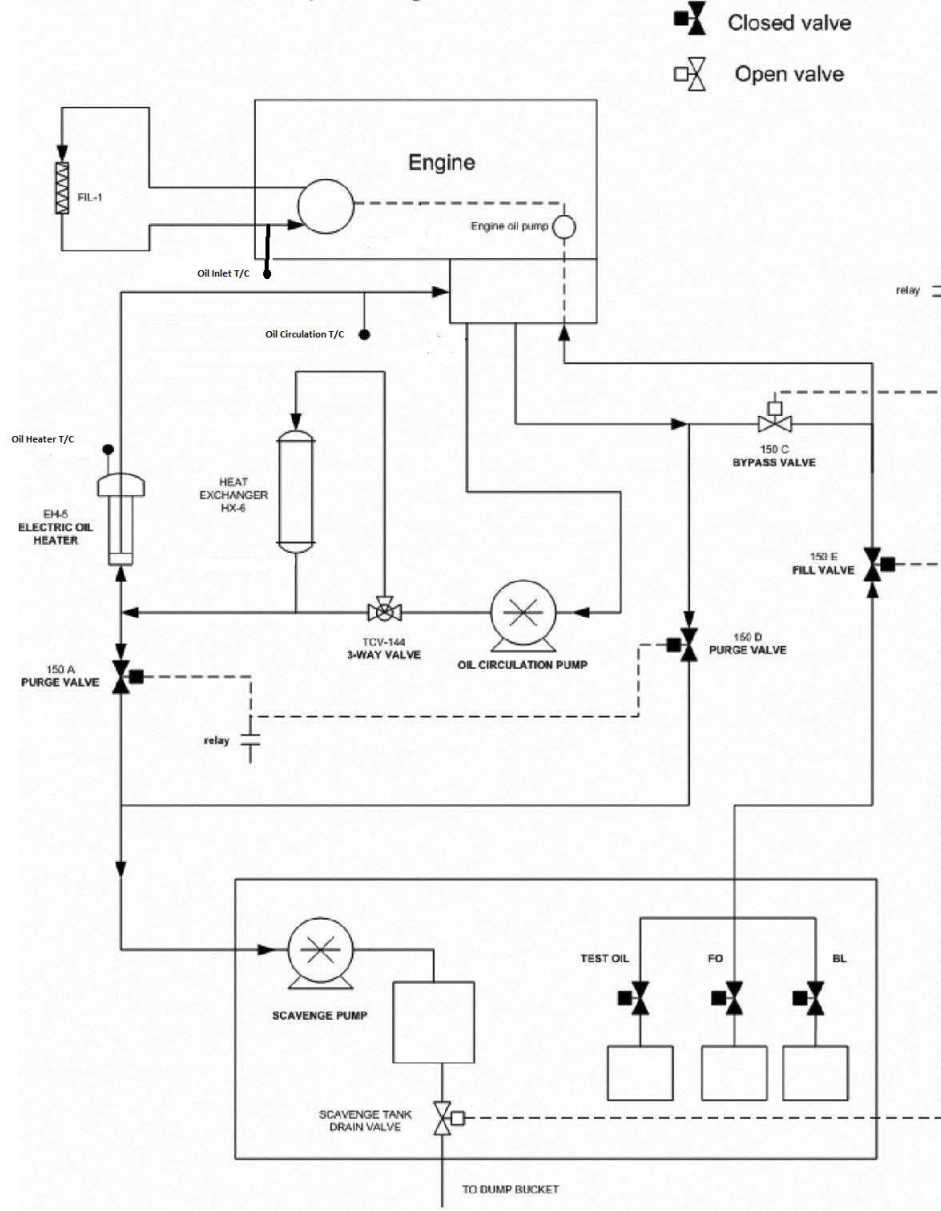 Closed valve
Open valve
Engine
FIL-1
Engine oil pump
Oil Inlet T/C
relay
Oil Circulation T/C
Oil Heater T/C
150 C
BYPASS VALVE
HEAT
EXCHANGER
HX-6
EH-5
ELECTRIC OIL
HEATER
150 E
FILL VALVE
TCV-144
3-WAY VALVE
OIL CIRCULATION PUMP
150 D
PURGE VALVE
150 A
PURGE VALVE
relay
TEST OIL
FO
BL
SCAVENGE PUMP
SCAVENGE TANK
DRAIN VALVE
TO DUMP BUCKET